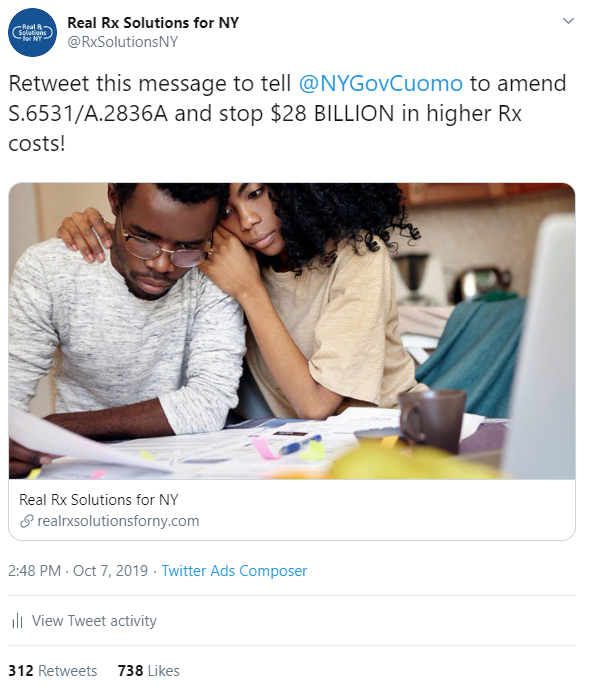 Real Rx
Solutions
for NY
Real Rx Solutions for NY
@RxSolutionsNY
Retweet this message to tell @NYGovCuomo to amend
S.6531/A.2836A and stop $28 BILLION in higher Rx
costs!
Real Rx Solutions for NY
realrxsolutionsforny.com
2:48 PM · Oct 7, 2019 · Twitter Ads Composer
View Tweet activity
312 Retweets 738 Likes